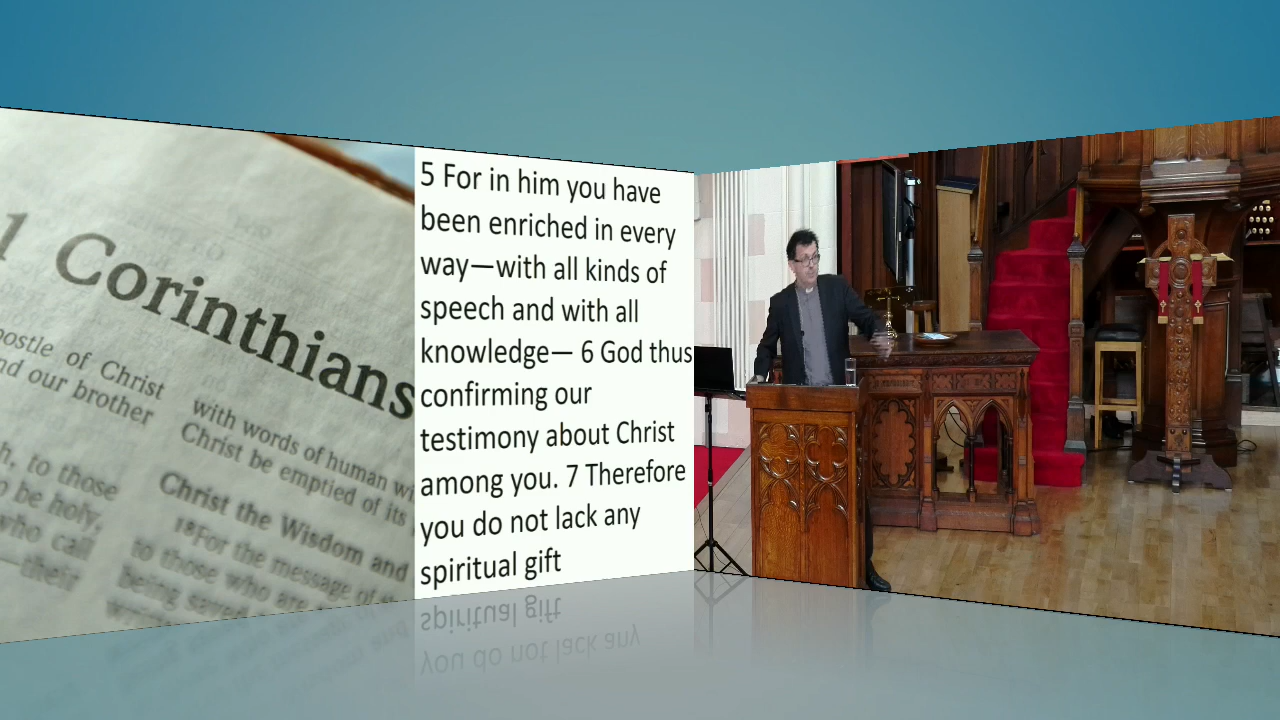 1 Corinthians
of Christ
nd our brother
h, to those
o be holy,
who call
with words of human
Christ be emptied of its
Christ the Wisdom and
18For the message of
to those who are
being saved
5 For in him you have
been enriched in every
way—with all kinds of
speech and with all
knowledge— 6 God thus
confirming our
testimony about Christ
among you. 7 Therefore
you do not lack any
spiritual gift